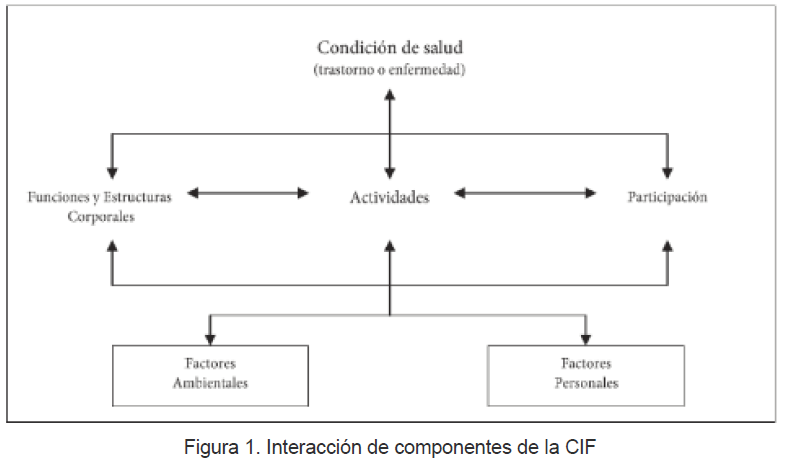 Condición de salud
(trastorno o enfermedad)
Funciones y Estructuras
Corporales
Actividades
Participación
Factores
Ambientales
Factores
Personales
Figura 1. Interacción de componentes de la CIF